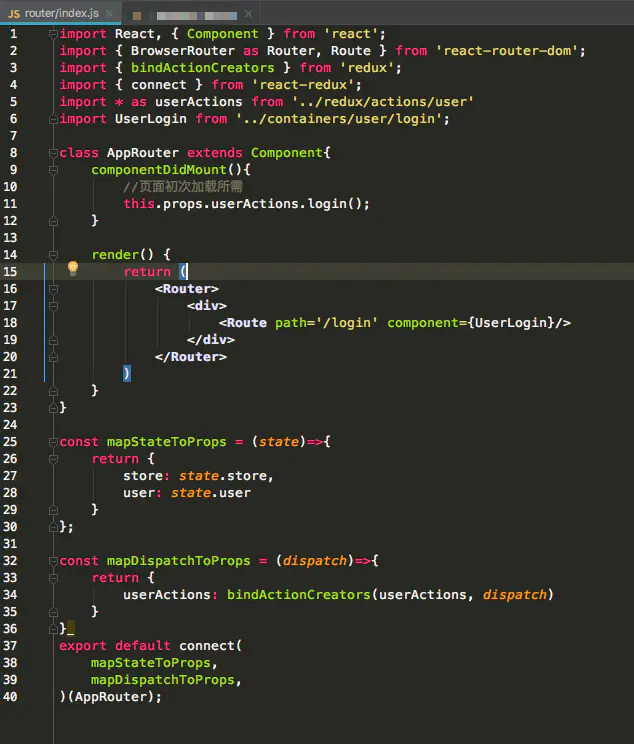 JS router/index.js
1 import React, { Component } from 'react';
2 import { BrowserRouter as Router, Route } from 'react-router-dom';
3 import { bindActionCreators } from 'redux';
4 import { connect } from 'react-redux';
5 import * as userActions from '../redux/actions/user'
6 import UserLogin from '../containers/user/login';
7
8 class AppRouter extends Component{
9     componentDidMount(){
10         //页面初次加载所需
11         this.props.userActions.login();
12     }
13
14     render() {
15         return (
16             <Router>
17                 <div>
18                     <Route path='/login' component={UserLogin}/>
19                 </div>
20             </Router>
21         )
22     }
23 }
24
25 const mapStateToProps = (state)=>{
26     return {
27         store: state.store,
28         user: state.user
29     }
30 };
31
32 const mapDispatchToProps = (dispatch)=>{
33     return {
34         userActions: bindActionCreators(userActions, dispatch)
35     }
36 }
37 export default connect(
38     mapStateToProps,
39     mapDispatchToProps,
40 )(AppRouter);